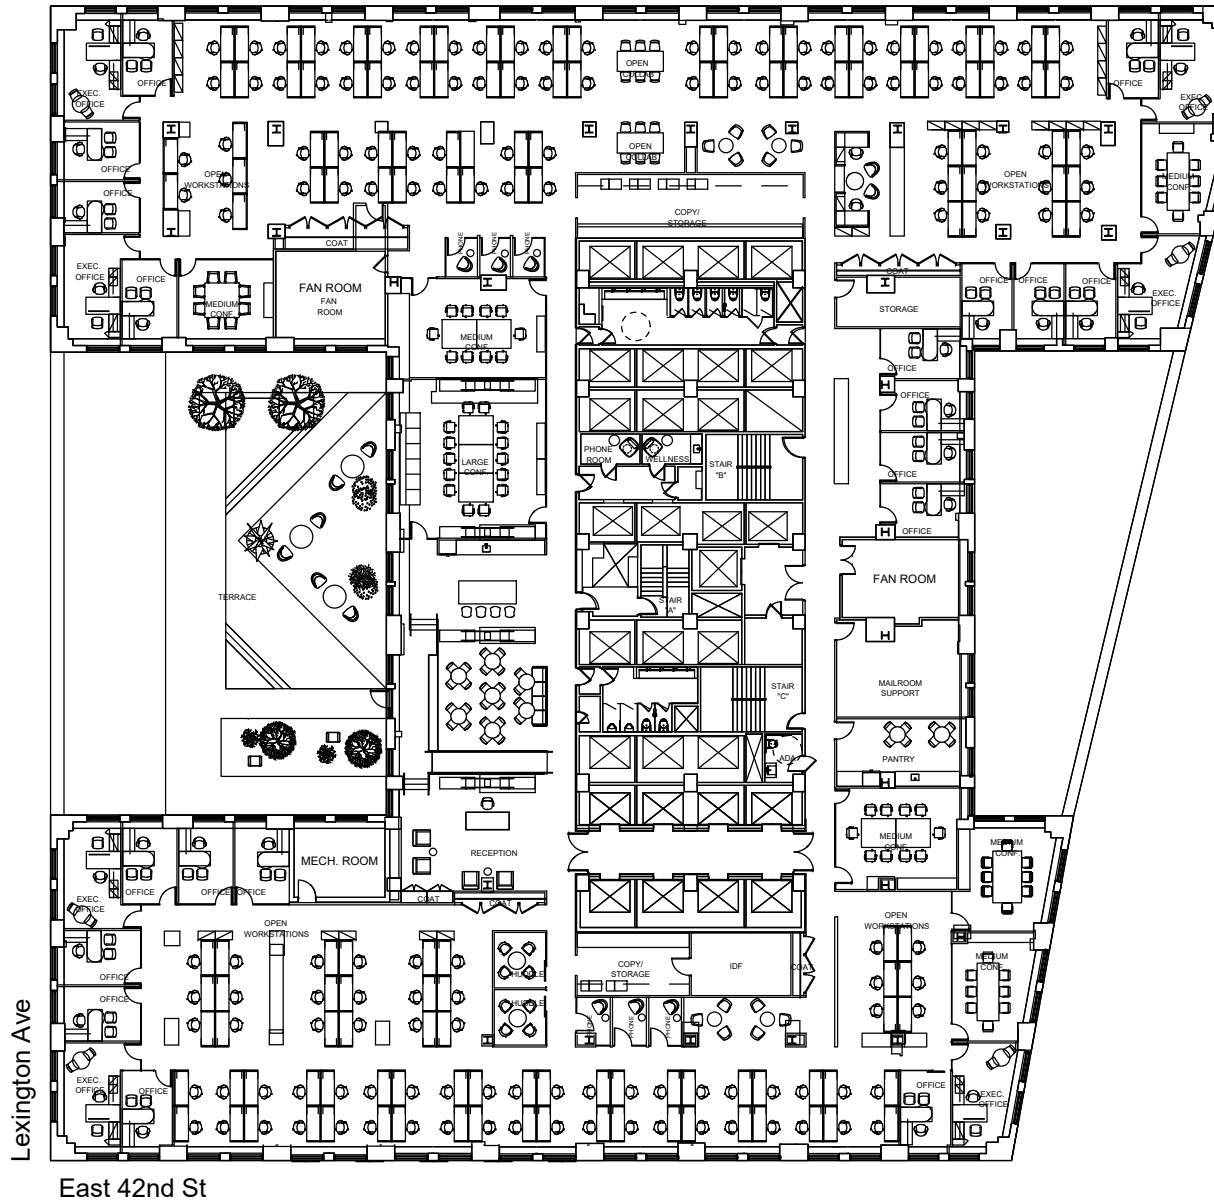 OPEN
COLLAB
OFFICE
EXEC.
OFFICE
OFFICE
EXEC.
OFFICE
OPEN
COLLAB
OFFICE
OPEN
WORKSTATIONS
OFFICE
OPEN
WORKSTATIONS
MEDIUM
CONF.
COPY/
STORAGE
COAT
PHONE
PHONE
PHONE
EXEC.
OFFICE
OFFICE
MEDIUM
CONF.
FAN ROOM
FAN
ROOM
COAT
STORAGE
OFFICE
OFFICE
OFFICE
EXEC.
OFFICE
MEDIUM
CONF.
OFFICE
OFFICE
LARGE
CONF.
PHONE
ROOM
WELLNESS
STAIR
"B"
OFFICE
OFFICE
FAN ROOM
TERRACE
STAIR
"A"
MAILROOM
SUPPORT
STAIR
"C"
PANTRY
ADA
RECEPTION
MECH. ROOM
MEDIUM
CONF.
MEDIUM
CONF.
OFFICE
OFFICE
OFFICE
EXEC.
OFFICE
COAT
COAT
OPEN
WORKSTATIONS
OPEN
WORKSTATIONS
OFFICE
HUDDLE
COPY/
STORAGE
IDF
COAT
MEDIUM
CONF.
OFFICE
HUDDLE
PHONE
PHONE
PHONE
EXEC.
OFFICE
OFFICE
OFFICE
EXEC.
OFFICE
Lexington Ave
East 42nd St